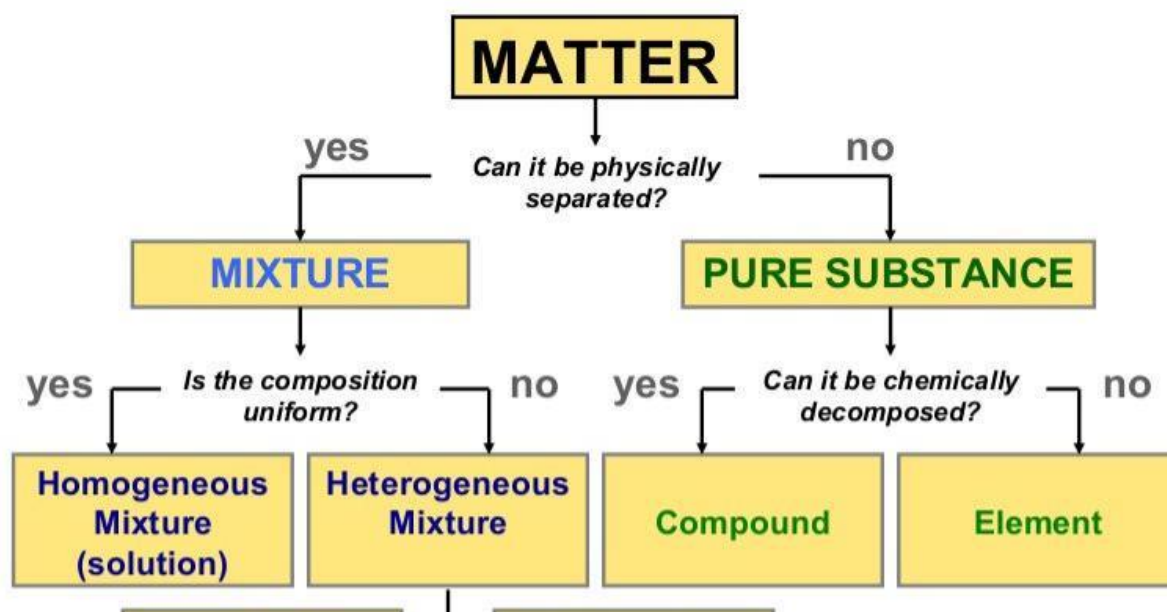 MATTER
yes
no
Can it be physically
separated?
MIXTURE
PURE SUBSTANCE
yes
Is the composition
uniform?
no
yes
Can it be chemically
decomposed?
no
Homogeneous
Mixture
(solution)
Heterogeneous
Mixture
Compound
Element